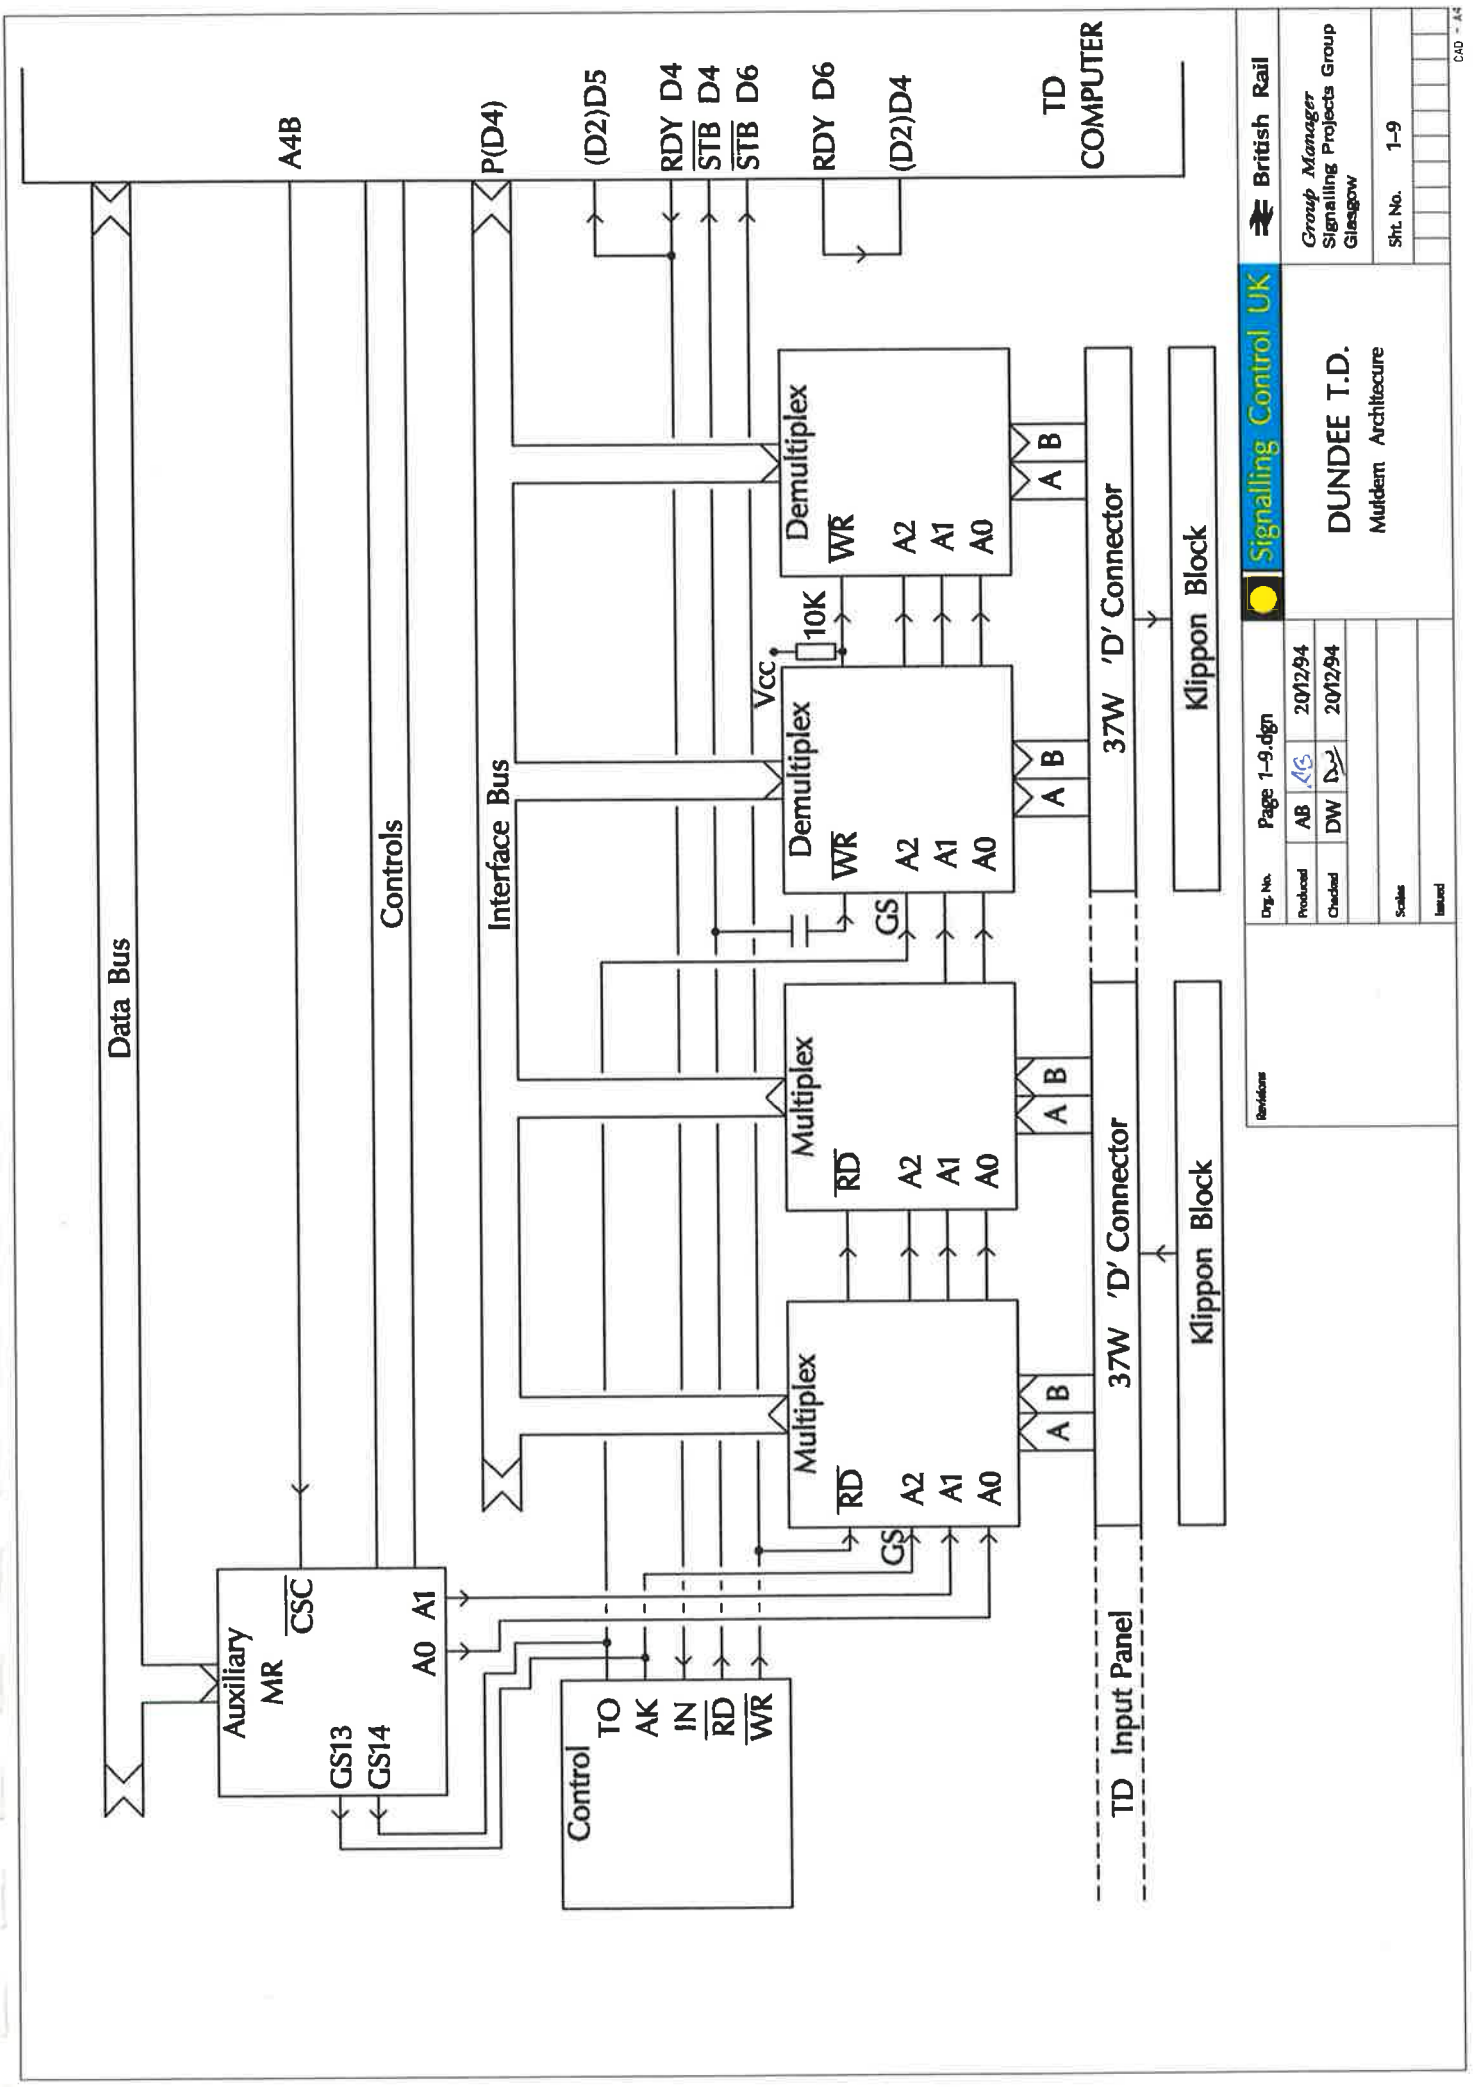 Data Bus
A4B
Controls
Auxiliary
MR
CSC
GS13
GS14
A0 A1
Interface Bus
P(D4)
(D2)D5
RDY D4
STB D4
STB D6
RDY D6
(D2)D4
TD
COMPUTER
Control
TO
AK
IN
RD
WR
Multiplex
RD
GS
A2
A1
A0
A B
Multiplex
RD
A2
A1
A0
A B
Demultiplex
WR
GS
A2
A1
A0
A B
Vcc
10K
Demultiplex
WR
A2
A1
A0
A B
TD Input Panel
37W 'D' Connector
37W 'D' Connector
Klippon Block
Klippon Block
Revisions
Drg. No. Page 1-9.dgn
Produced AB AB 20/12/94
Checked DW DW 20/12/94
Scales
Issued
Signalling Control UK
DUNDEE T.D.
Muldem Architecure
British Rail
Group Manager
Signalling Projects Group
Glasgow
Sht. No. 1-9
CAD - A4